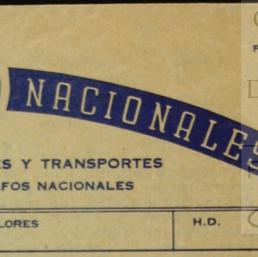 NACIONALES
ES Y TRANSPORTES
FOS NACIONALES
LORES H.D.